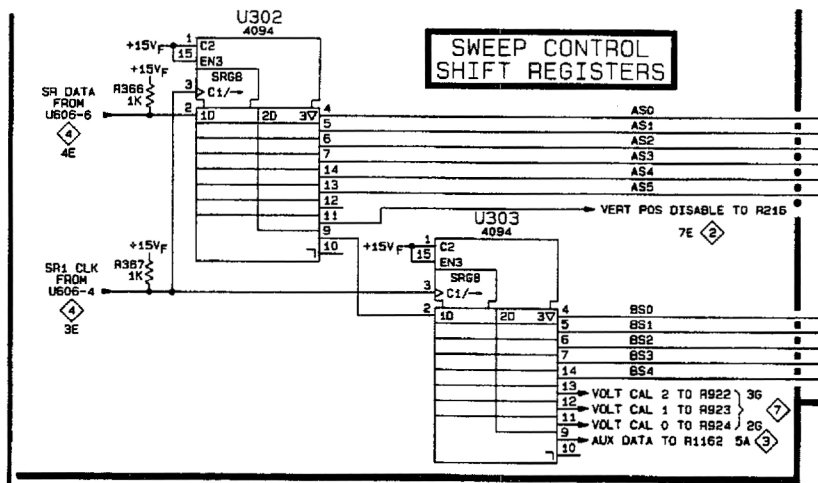 U302
4094
+15VF
1
15
C2
EN3
SRG8
+15VF
R366
1K
3
C1/→
SR DATA
FROM
U606-6
4
4E
2
1D
2D
3▽
4
5
6
7
14
13
12
11
9
10
AS0
AS1
AS2
AS3
AS4
AS5
SWEEP CONTROL
SHIFT REGISTERS
VERT POS DISABLE TO R216
7E 2
U303
4094
+15VF
1
15
C2
EN3
SRG8
+15VF
R367
1K
SR1 CLK
FROM
U606-4
4
3E
3
C1/→
2
1D
2D
3▽
4
5
6
7
14
13
12
11
9
10
BS0
BS1
BS2
BS3
BS4
VOLT CAL 2 TO R922 3G
VOLT CAL 1 TO R923 7
VOLT CAL 0 TO R924 2G
AUX DATA TO R1162 5A 3